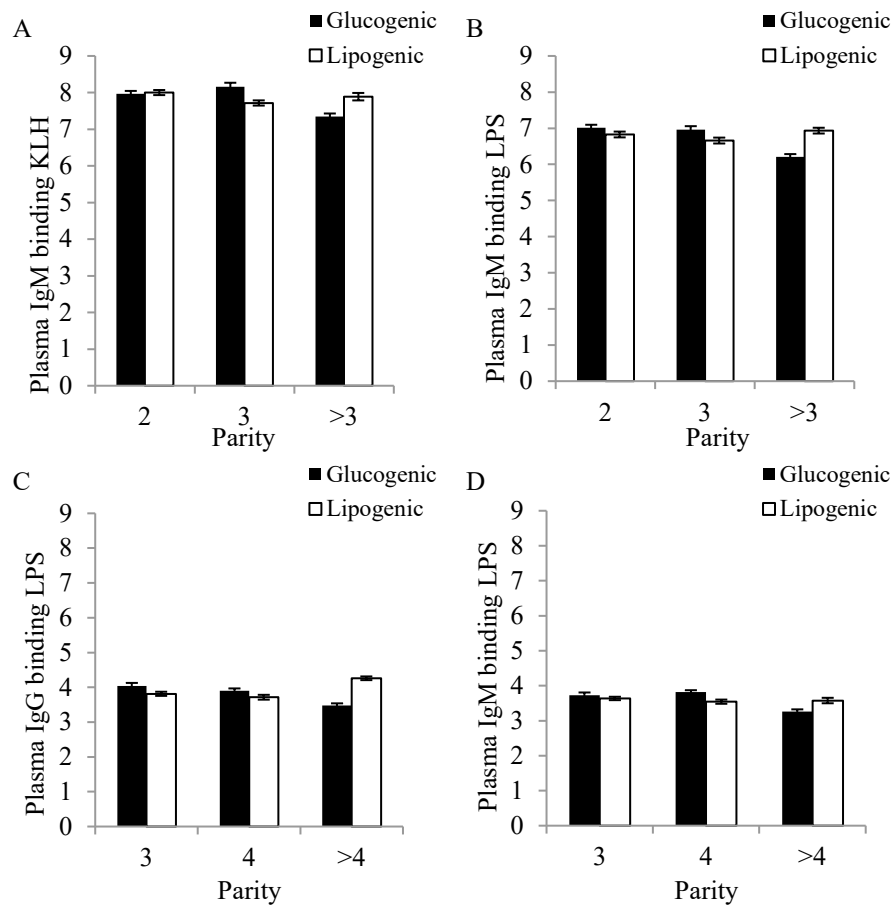 A
Glucogenic
Lipogenic
Plasma IgM binding KLH
9
8
7
6
5
4
3
2
1
0
2 3 >3
Parity
B
Glucogenic
Lipogenic
Plasma IgM binding LPS
9
8
7
6
5
4
3
2
1
0
2 3 >3
Parity
C
Glucogenic
Lipogenic
Plasma IgG binding LPS
9
8
7
6
5
4
3
2
1
0
3 4 >4
Parity
D
Glucogenic
Lipogenic
Plasma IgM binding LPS
9
8
7
6
5
4
3
2
1
0
3 4 >4
Parity